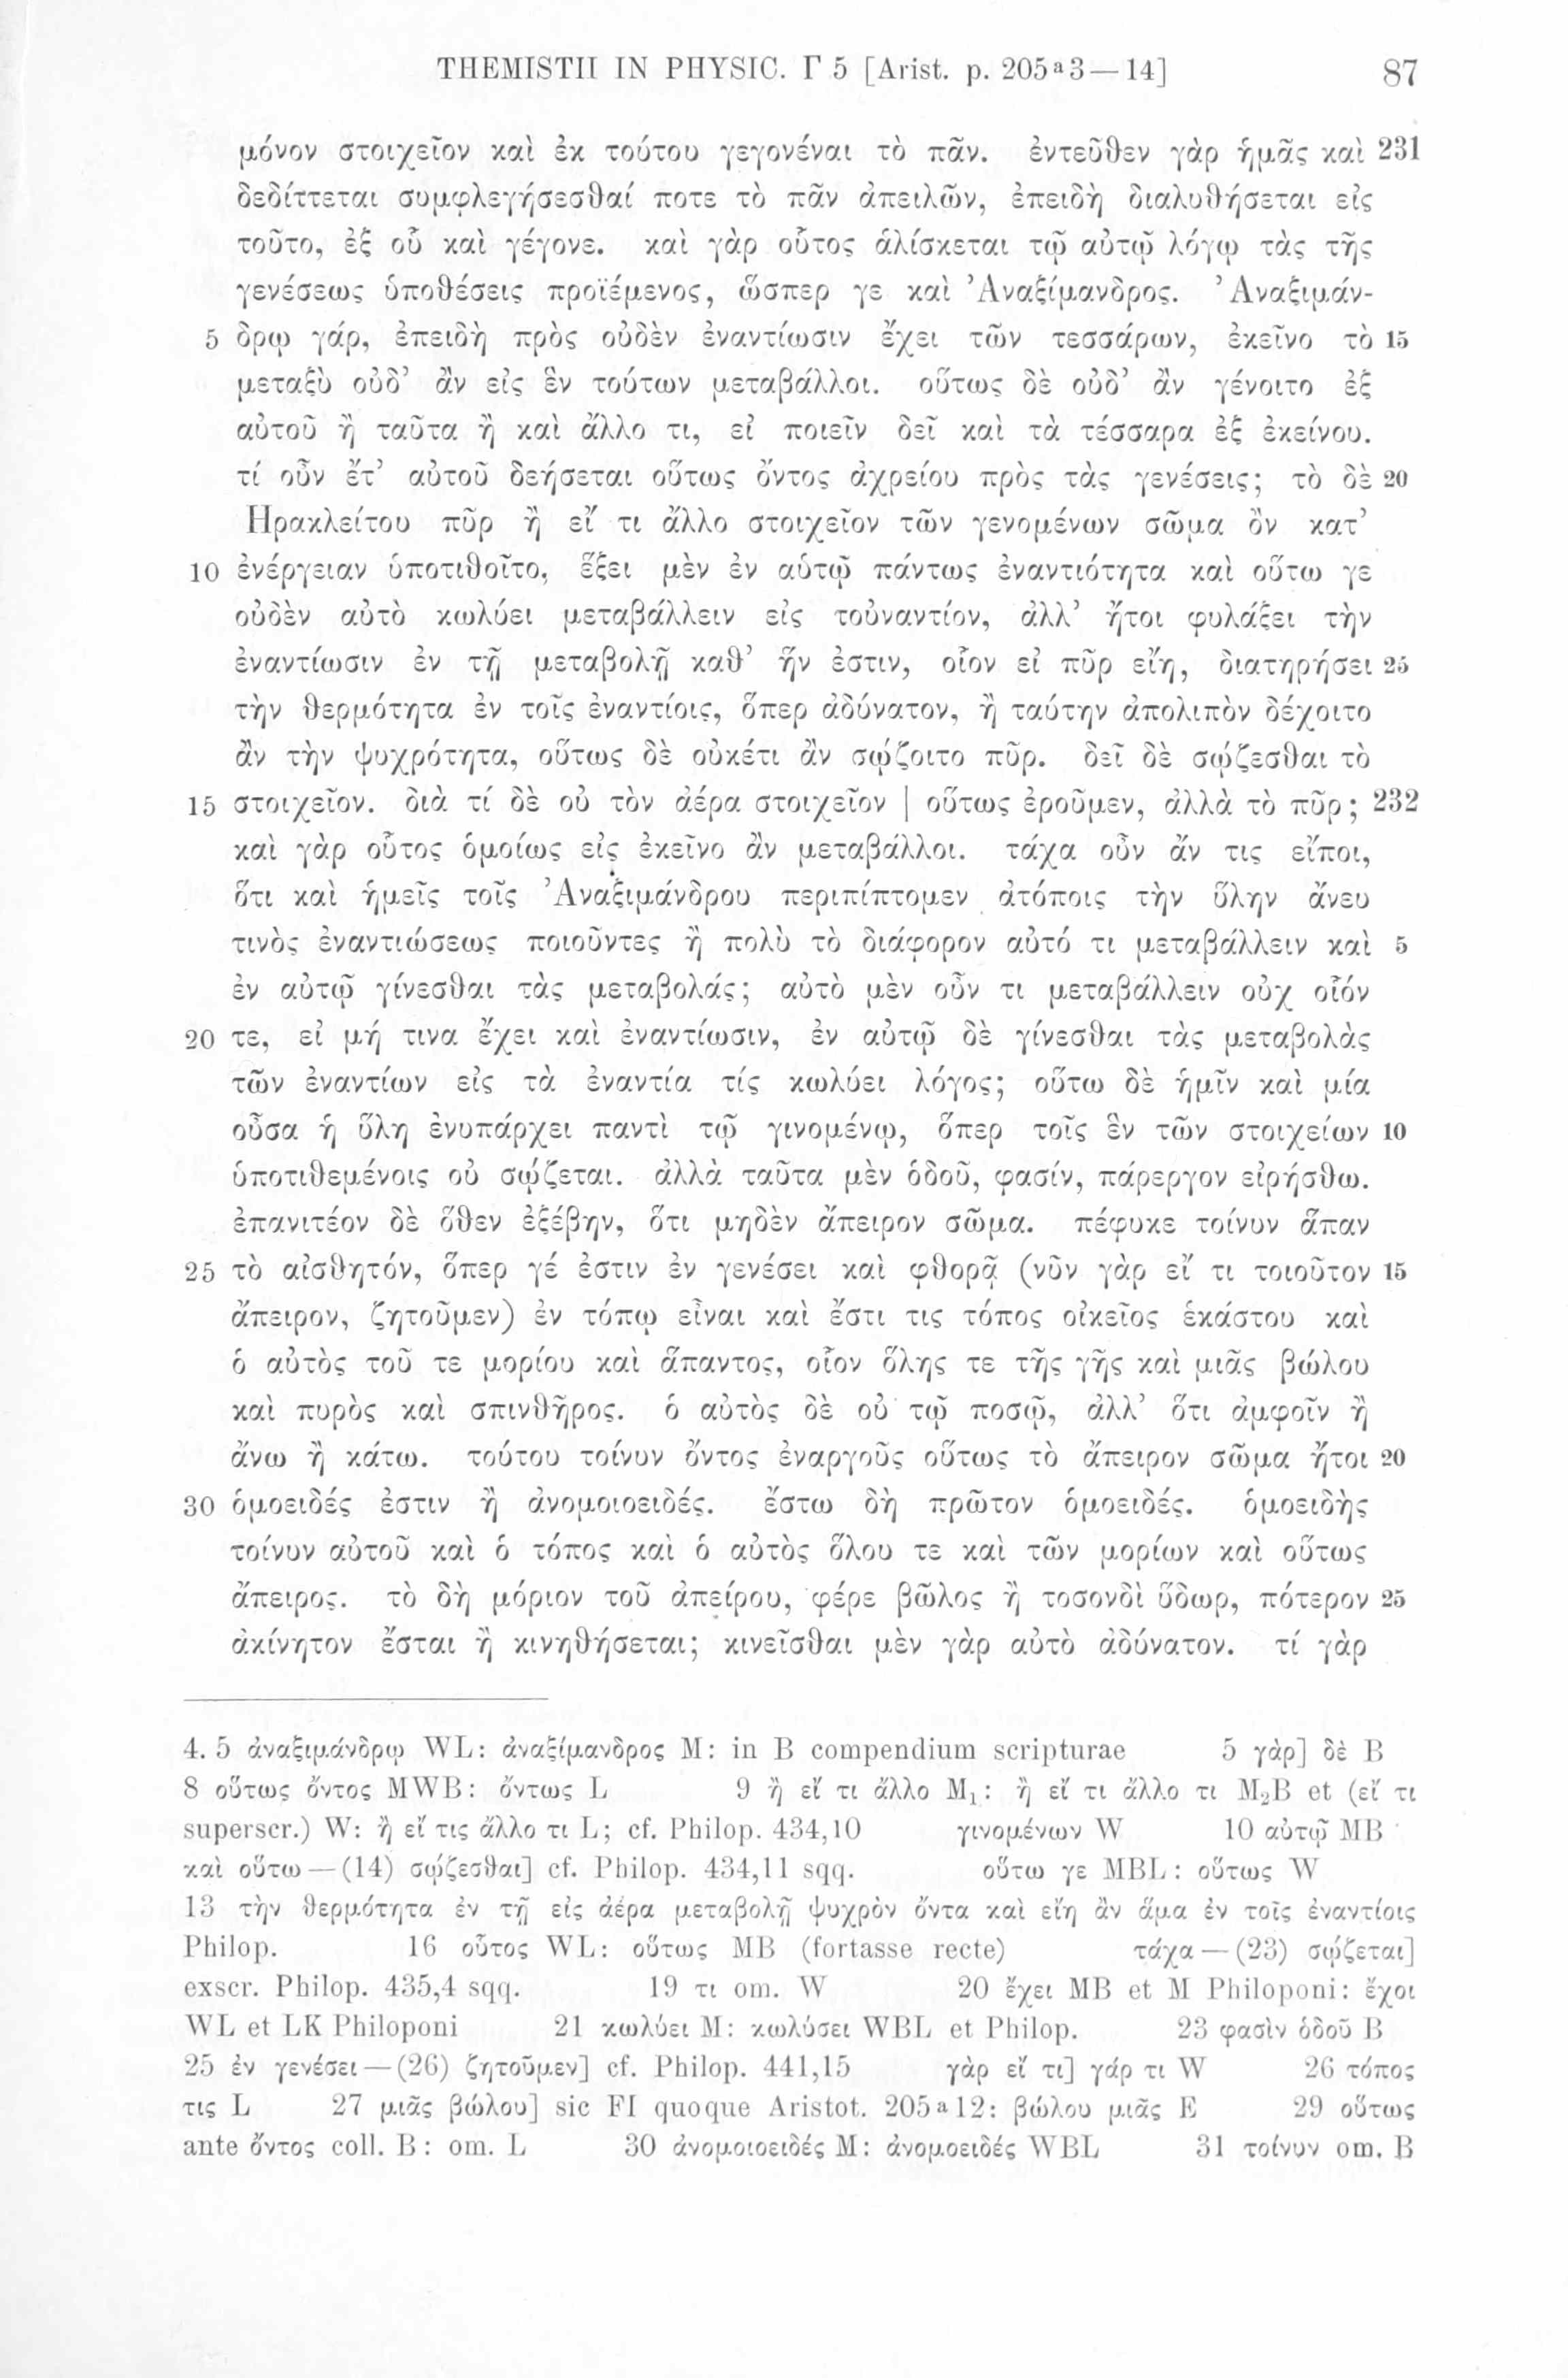 THEMISTII IN PHYSIC. Γ 5 [Arist. p. 205ª3—14] 87
μόνον στοιχεῖον καὶ ἐκ τούτου γεγονέναι τὸ πᾶν. ἐντεῦθεν γὰρ ἡμᾶς καὶ 231
δεδίττεται συμφλεγήσεσθαί ποτε τὸ πᾶν ἀπειλῶν, ἐπειδὴ διαλυθήσεται εἰς
τοῦτο, ἐξ οὗ καὶ γέγονε. καὶ γὰρ οὗτος ἁλίσκεται τῷ αὐτῷ λόγῳ τὰς τῆς
γενέσεως ὑποθέσεις προϊέμενος, ὥσπερ γε καὶ Ἀναξίμανδρος. Ἀναξιμάν-
5 δρῳ γάρ, ἐπειδὴ πρὸς οὐδὲν ἐναντίωσιν ἔχει τῶν τεσσάρων, ἐκεῖνο τὸ 15
μεταξὺ οὐδ’ ἂν εἰς ἓν τούτων μεταβάλλοι. οὕτως δὲ οὐδ’ ἂν γένοιτο ἐξ
αὐτοῦ ἢ ταῦτα ἢ καὶ ἄλλο τι, εἰ ποιεῖν δεῖ καὶ τὰ τέσσαρα ἐξ ἐκείνου.
τί οὖν ἔτ’ αὐτοῦ δεήσεται οὕτως ὄντος ἀχρείου πρὸς τὰς γενέσεις; τὸ δὲ 20
Ἡρακλείτου πῦρ ἢ εἴ τι ἄλλο στοιχεῖον τῶν γενομένων σῶμα ὂν κατ’
10 ἐνέργειαν ὑποτιθοῖτο, ἕξει μὲν ἐν αὑτῷ πάντως ἐναντιότητα καὶ οὕτω γε
οὐδὲν αὐτὸ κωλύει μεταβάλλειν εἰς τοὐναντίον, ἀλλ’ ἤτοι φυλάξει τὴν
ἐναντίωσιν ἐν τῇ μεταβολῇ καθ’ ἥν ἐστιν, οἷον εἰ πῦρ εἴη, διατηρήσει 25
τὴν θερμότητα ἐν τοῖς ἐναντίοις, ὅπερ ἀδύνατον, ἢ ταύτην ἀπολιπὸν δέχοιτο
ἂν τὴν ψυχρότητα, οὕτως δὲ οὐκέτι ἂν σῴζοιτο πῦρ. δεῖ δὲ σῴζεσθαι τὸ
15 στοιχεῖον. διὰ τί δὲ οὐ τὸν ἀέρα στοιχεῖον | οὕτως ἐροῦμεν, ἀλλὰ τὸ πῦρ; 232
καὶ γὰρ οὗτος ὁμοίως εἰς ἐκεῖνο ἂν μεταβάλλοι. τάχα οὖν ἄν τις εἴποι,
ὅτι καὶ ἡμεῖς τοῖς Ἀναξιμάνδρου περιπίπτομεν ἀτόποις τὴν ὕλην ἄνευ
τινὸς ἐναντιώσεως ποιοῦντες ἢ πολὺ τὸ διάφορον αὐτό τι μεταβάλλειν καὶ 5
ἐν αὐτῷ γίνεσθαι τὰς μεταβολάς; αὐτὸ μὲν οὖν τι μεταβάλλειν οὐχ οἷόν
20 τε, εἰ μή τινα ἔχει καὶ ἐναντίωσιν, ἐν αὐτῷ δὲ γίνεσθαι τὰς μεταβολὰς
τῶν ἐναντίων εἰς τὰ ἐναντία τίς κωλύει λόγος; οὕτω δὲ ἡμῖν καὶ μία
οὖσα ἡ ὕλη ἐνυπάρχει παντὶ τῷ γινομένῳ, ὅπερ τοῖς ἓν τῶν στοιχείων 10
ὑποτιθεμένοις οὐ σῴζεται. ἀλλὰ ταῦτα μὲν ὁδοῦ, φασίν, πάρεργον εἰρήσθω.
ἐπανιτέον δὲ ὅθεν ἐξέβην, ὅτι μηδὲν ἄπειρον σῶμα. πέφυκε τοίνυν ἅπαν
25 τὸ αἰσθητόν, ὅπερ γέ ἐστιν ἐν γενέσει καὶ φθορᾷ (νῦν γὰρ εἴ τι τοιοῦτον 15
ἄπειρον, ζητοῦμεν) ἐν τόπῳ εἶναι καὶ ἔστι τις τόπος οἰκεῖος ἑκάστου καὶ
ὁ αὐτὸς τοῦ τε μορίου καὶ ἅπαντος, οἷον ὅλης τε τῆς γῆς καὶ μιᾶς βώλου
καὶ πυρὸς καὶ σπινθῆρος. ὁ αὐτὸς δὲ οὐ τῷ ποσῷ, ἀλλ’ ὅτι ἀμφοῖν ἢ
ἄνω ἢ κάτω. τούτου τοίνυν ὄντος ἐναργοῦς οὕτως τὸ ἄπειρον σῶμα ἤτοι 20
30 ὁμοειδές ἐστιν ἢ ἀνομοιοειδές. ἔστω δὴ πρῶτον ὁμοειδές. ὁμοειδὴς
τοίνυν αὐτοῦ καὶ ὁ τόπος καὶ ὁ αὐτὸς ὅλου τε καὶ τῶν μορίων καὶ οὕτως
ἄπειρος. τὸ δὴ μόριον τοῦ ἀπείρου, φέρε βῶλος ἢ τοσονδὶ ὕδωρ, πότερον 25
ἀκίνητον ἔσται ἢ κινηθήσεται; κινεῖσθαι μὲν γὰρ αὐτὸ ἀδύνατον. τί γὰρ
4. 5 ἀναξιμάνδρῳ WL: ἀναξίμανδρος M: in B compendium scripturae 5 γὰρ] δὲ B
8 οὕτως ὄντος MWB: ὄντως L 9 ἢ εἴ τι ἄλλο M₁: ἢ εἴ τι ἄλλο τι M₂B et (εἴ τι
superscr.) W: ἢ εἴ τις ἄλλο τι L; cf. Philop. 434,10 γινομένων W 10 αὐτῷ MB
καὶ οὕτω—(14) σῴζεσθαι] cf. Philop. 434,11 sqq. οὕτω γε MBL: οὕτως W
13 τὴν θερμότητα ἐν τῇ εἰς ἀέρα μεταβολῇ ψυχρὸν ὄντα καὶ εἴη ἂν ἅμα ἐν τοῖς ἐναντίοις
Philop. 16 οὗτος WL: οὕτως MB (fortasse recte) τάχα—(23) σῴζεται]
exscr. Philop. 435,4 sqq. 19 τι om. W 20 ἔχει MB et M Philoponi: ἔχοι
WL et LK Philoponi 21 κωλύει M: κωλύσει WBL et Philop. 23 φασὶν ὁδοῦ B
25 ἐν γενέσει—(26) ζητοῦμεν] cf. Philop. 441,15 γὰρ εἴ τι] γάρ τι W 26 τόπος
τις L 27 μιᾶς βώλου] sic FI quoque Aristot. 205ª12: βώλου μιᾶς E 29 οὕτως
ante ὄντος coll. B: om. L 30 ἀνομοιοειδές M: ἀνομοειδές WBL 31 τοίνυν om. B